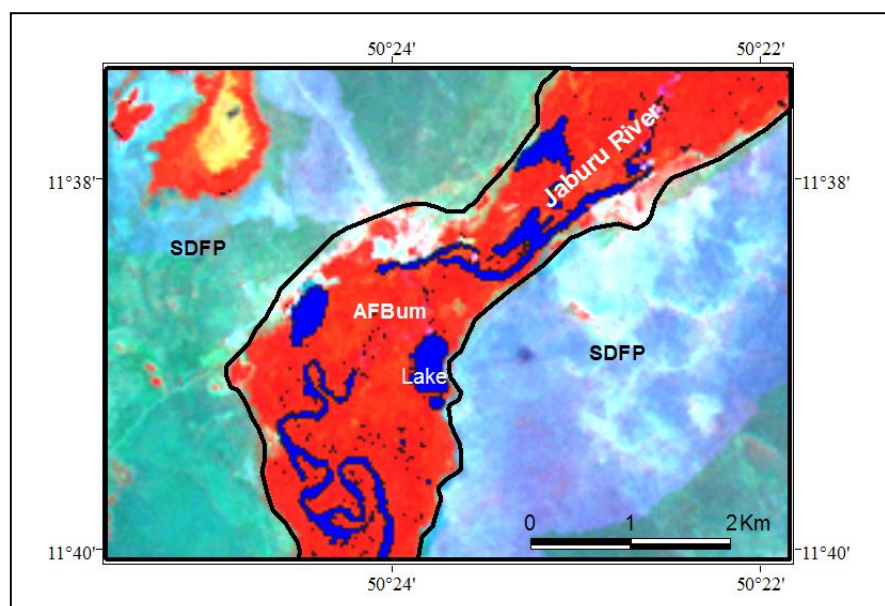 50°24' 50°22'
Jaburu River
11°38' 11°38'
SDFP
AFBum
SDFP
Lake
0 1 2Km
11°40' 11°40'
50°24' 50°22'